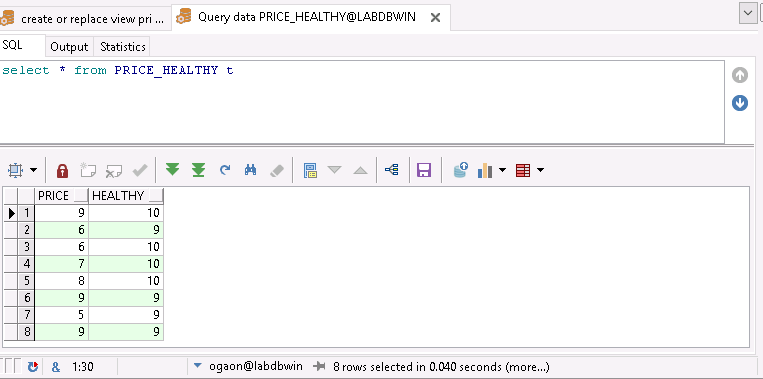 create or replace view pri ...
Query data PRICE_HEALTHY@LABDBWIN
SQL Output Statistics
select * from PRICE_HEALTHY t
PRICE HEALTHY
1 9 10
2 6 9
3 6 10
4 7 10
5 8 10
6 9 9
7 5 9
8 9 9
& 1:30 ogaon@labdbwin 8 rows selected in 0.040 seconds (more...)